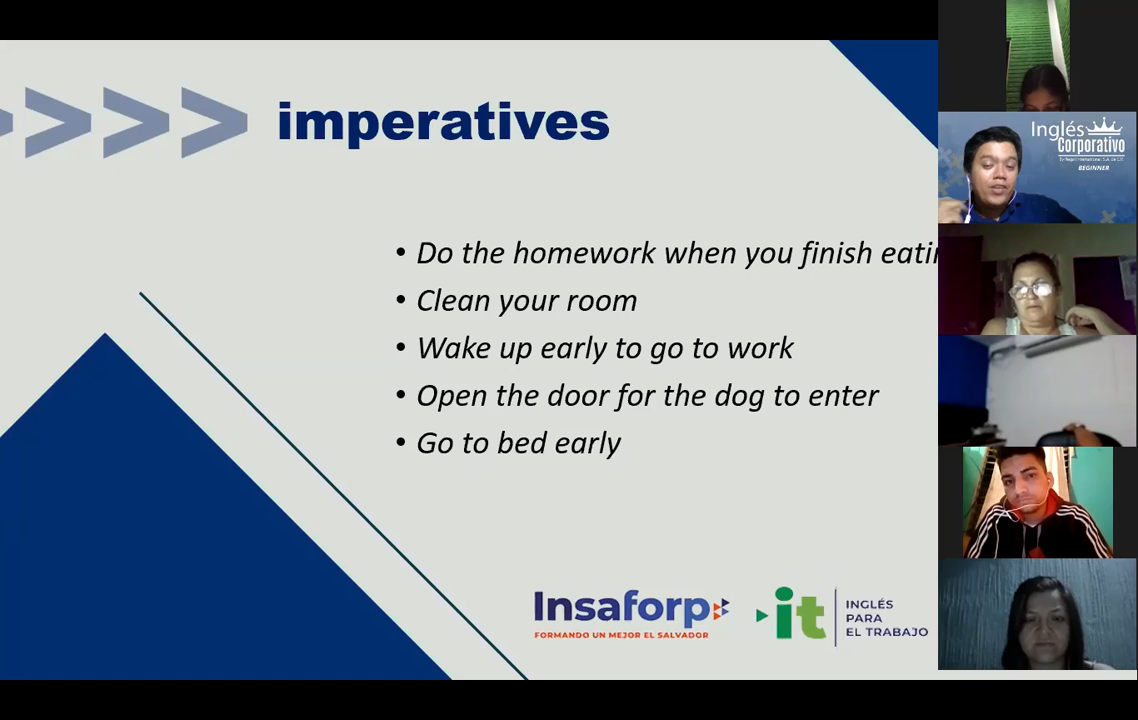 imperatives
• Do the homework when you finish
• Clean your room
• Wake up early to go to work
• Open the door for the dog to enter
• Go to bed early
Insaforp
FORMANDO UN MEJOR EL SALVADOR
it
INGLÉS
PARA
EL TRABAJO
Inglés
Corporativo
BEGINNER